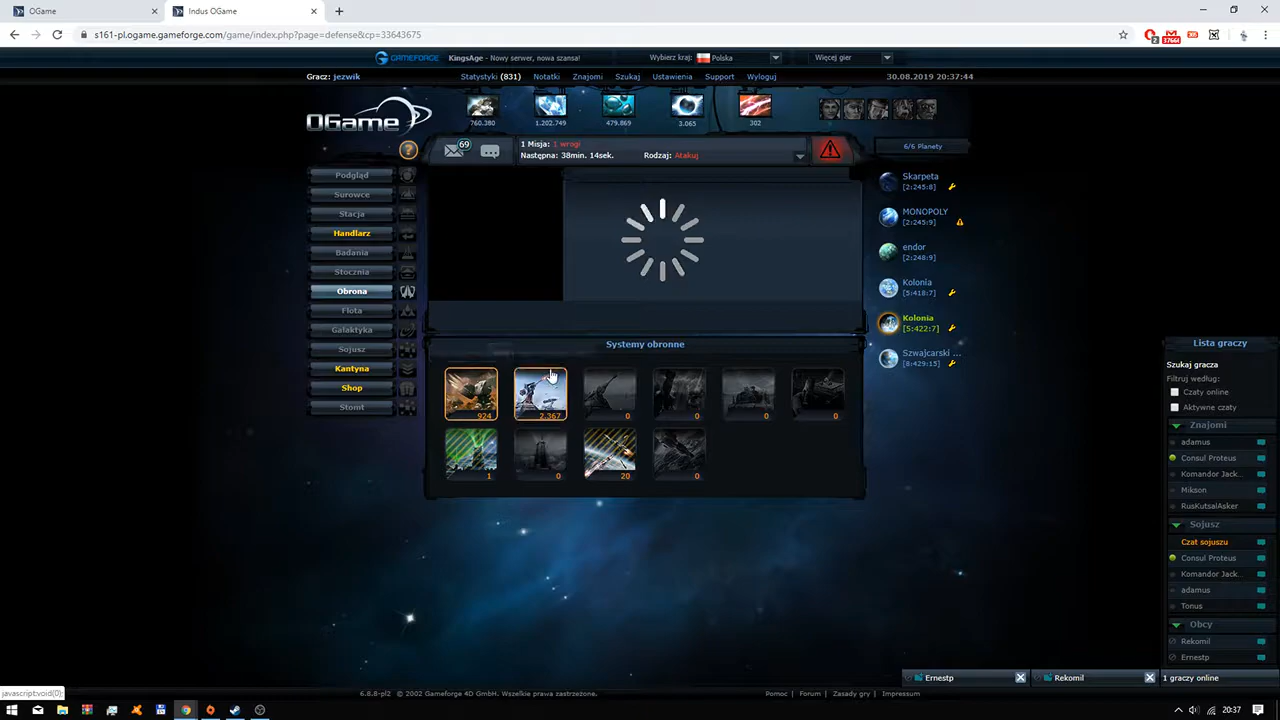 OGame
Indus OGame
s161-pl.ogame.gameforge.com/game/index.php?page=defense&cp=33643675
GAMEFORGE KingsAge - Nowy serwer, nowa szansa! Wybierz kraj: Polska Więcej gier
Gracz: jezwik Statystyki (831) Notatki Znajomi Szukaj Ustawienia Support Wyloguj 30.08.2019 20:37:44
OGAME
760.380 1.202.749 479.869 3.065 302
69
1 Misja: 1 wrogi
Następna: 38min. 14sek. Rodzaj: Atakuj
6/6 Planety
Podgląd
Surowce
Stacja
Handlarz
Badania
Stocznia
Obrona
Flota
Galaktyka
Sojusz
Kantyna
Shop
Stomt
Skarpeta
[2:245:8]
MONOPOLY
[2:245:9]
endor
[2:248:9]
Kolonia
[5:418:7]
Kolonia
[5:422:7]
Szwajcarski ...
[8:429:15]
Systemy obronne
924 2.367 0 0 0 0
1 0 20 0
Lista graczy
Szukaj gracza
Filtruj według:
Czaty online
Aktywne czaty
Znajomi
adamus
Consul Proteus
Komandor Jack...
Mikson
RusKutsalAsker
Sojusz
Czat sojuszu
Consul Proteus
Komandor Jack...
adamus
Tonus
Obcy
Rekomil
Ernestp
Ernestp Rekomil 1 graczy online
javascript:void(0);
6.8.8-pl2 © 2002 Gameforge 4D GmbH. Wszelkie prawa zastrzeżone. Pomoc Forum Zasady gry Impressum
20:37